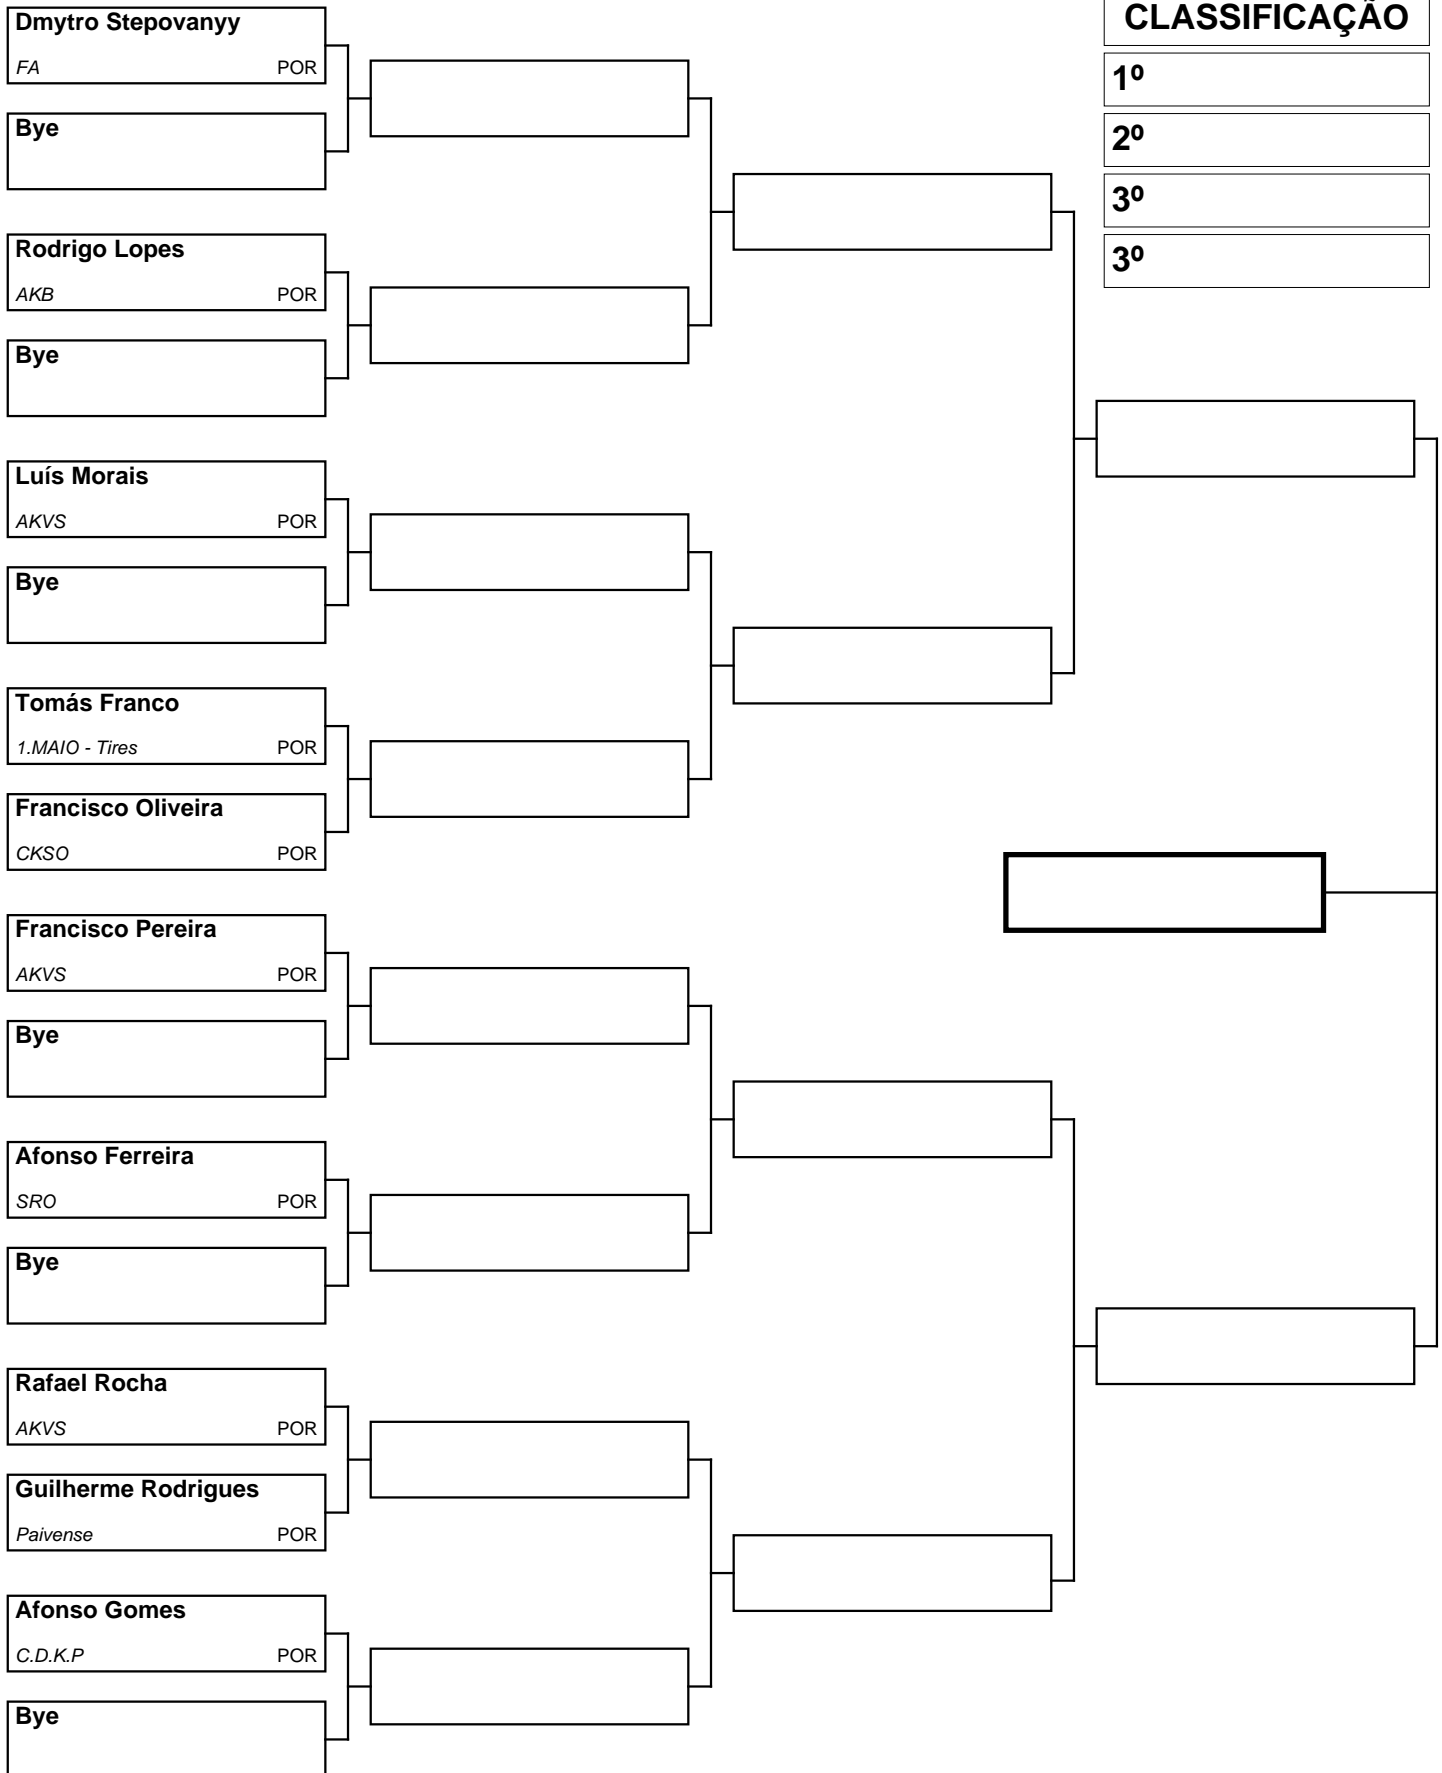 Dmytro Stepovanyy
FA POR
Bye
Rodrigo Lopes
AKB POR
Bye
Luís Morais
AKVS POR
Bye
Tomás Franco
1.MAIO - Tires POR
Francisco Oliveira
CKSO POR
Francisco Pereira
AKVS POR
Bye
Afonso Ferreira
SRO POR
Bye
Rafael Rocha
AKVS POR
Guilherme Rodrigues
Paivense POR
Afonso Gomes
C.D.K.P POR
Bye
CLASSIFICAÇÃO
1º
2º
3º
3º